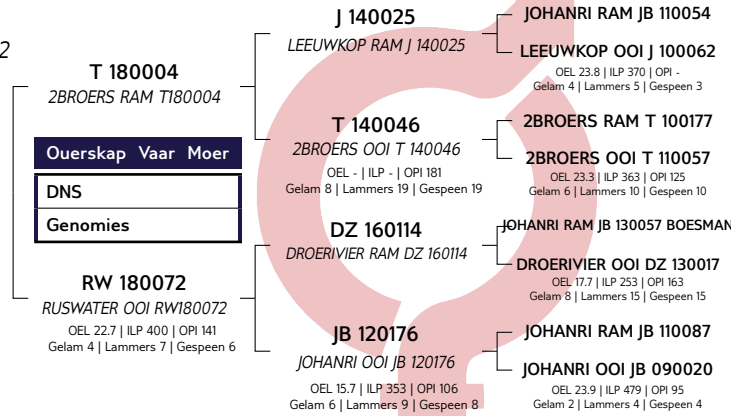 2
T 180004
2BROERS RAM T180004
Ouerskap Vaar Moer
DNS
Genomies
RW 180072
RUSWATER OOI RW180072
OEL 22.7 | ILP 400 | OPI 141
Gelam 4 | Lammers 7 | Gespeen 6
J 140025
LEEUWKOP RAM J 140025
T 140046
2BROERS OOI T 140046
OEL - | ILP - | OPI 181
Gelam 8 | Lammers 19 | Gespeen 19
DZ 160114
DROERIVIER RAM DZ 160114
JB 120176
JOHANRI OOI JB 120176
OEL 15.7 | ILP 353 | OPI 106
Gelam 6 | Lammers 9 | Gespeen 8
JOHANRI RAM JB 110054
LEEUWKOP OOI J 100062
OEL 23.8 | ILP 370 | OPI -
Gelam 4 | Lammers 5 | Gespeen 3
2BROERS RAM T 100177
2BROERS OOI T 110057
OEL 23.3 | ILP 363 | OPI 125
Gelam 6 | Lammers 10 | Gespeen 10
JOHANRI RAM JB 130057 BOESMAN
DROERIVIER OOI DZ 130017
OEL 17.7 | ILP 253 | OPI 163
Gelam 8 | Lammers 15 | Gespeen 15
JOHANRI RAM JB 110087
JOHANRI OOI JB 090020
OEL 23.9 | ILP 479 | OPI 95
Gelam 2 | Lammers 4 | Gespeen 4